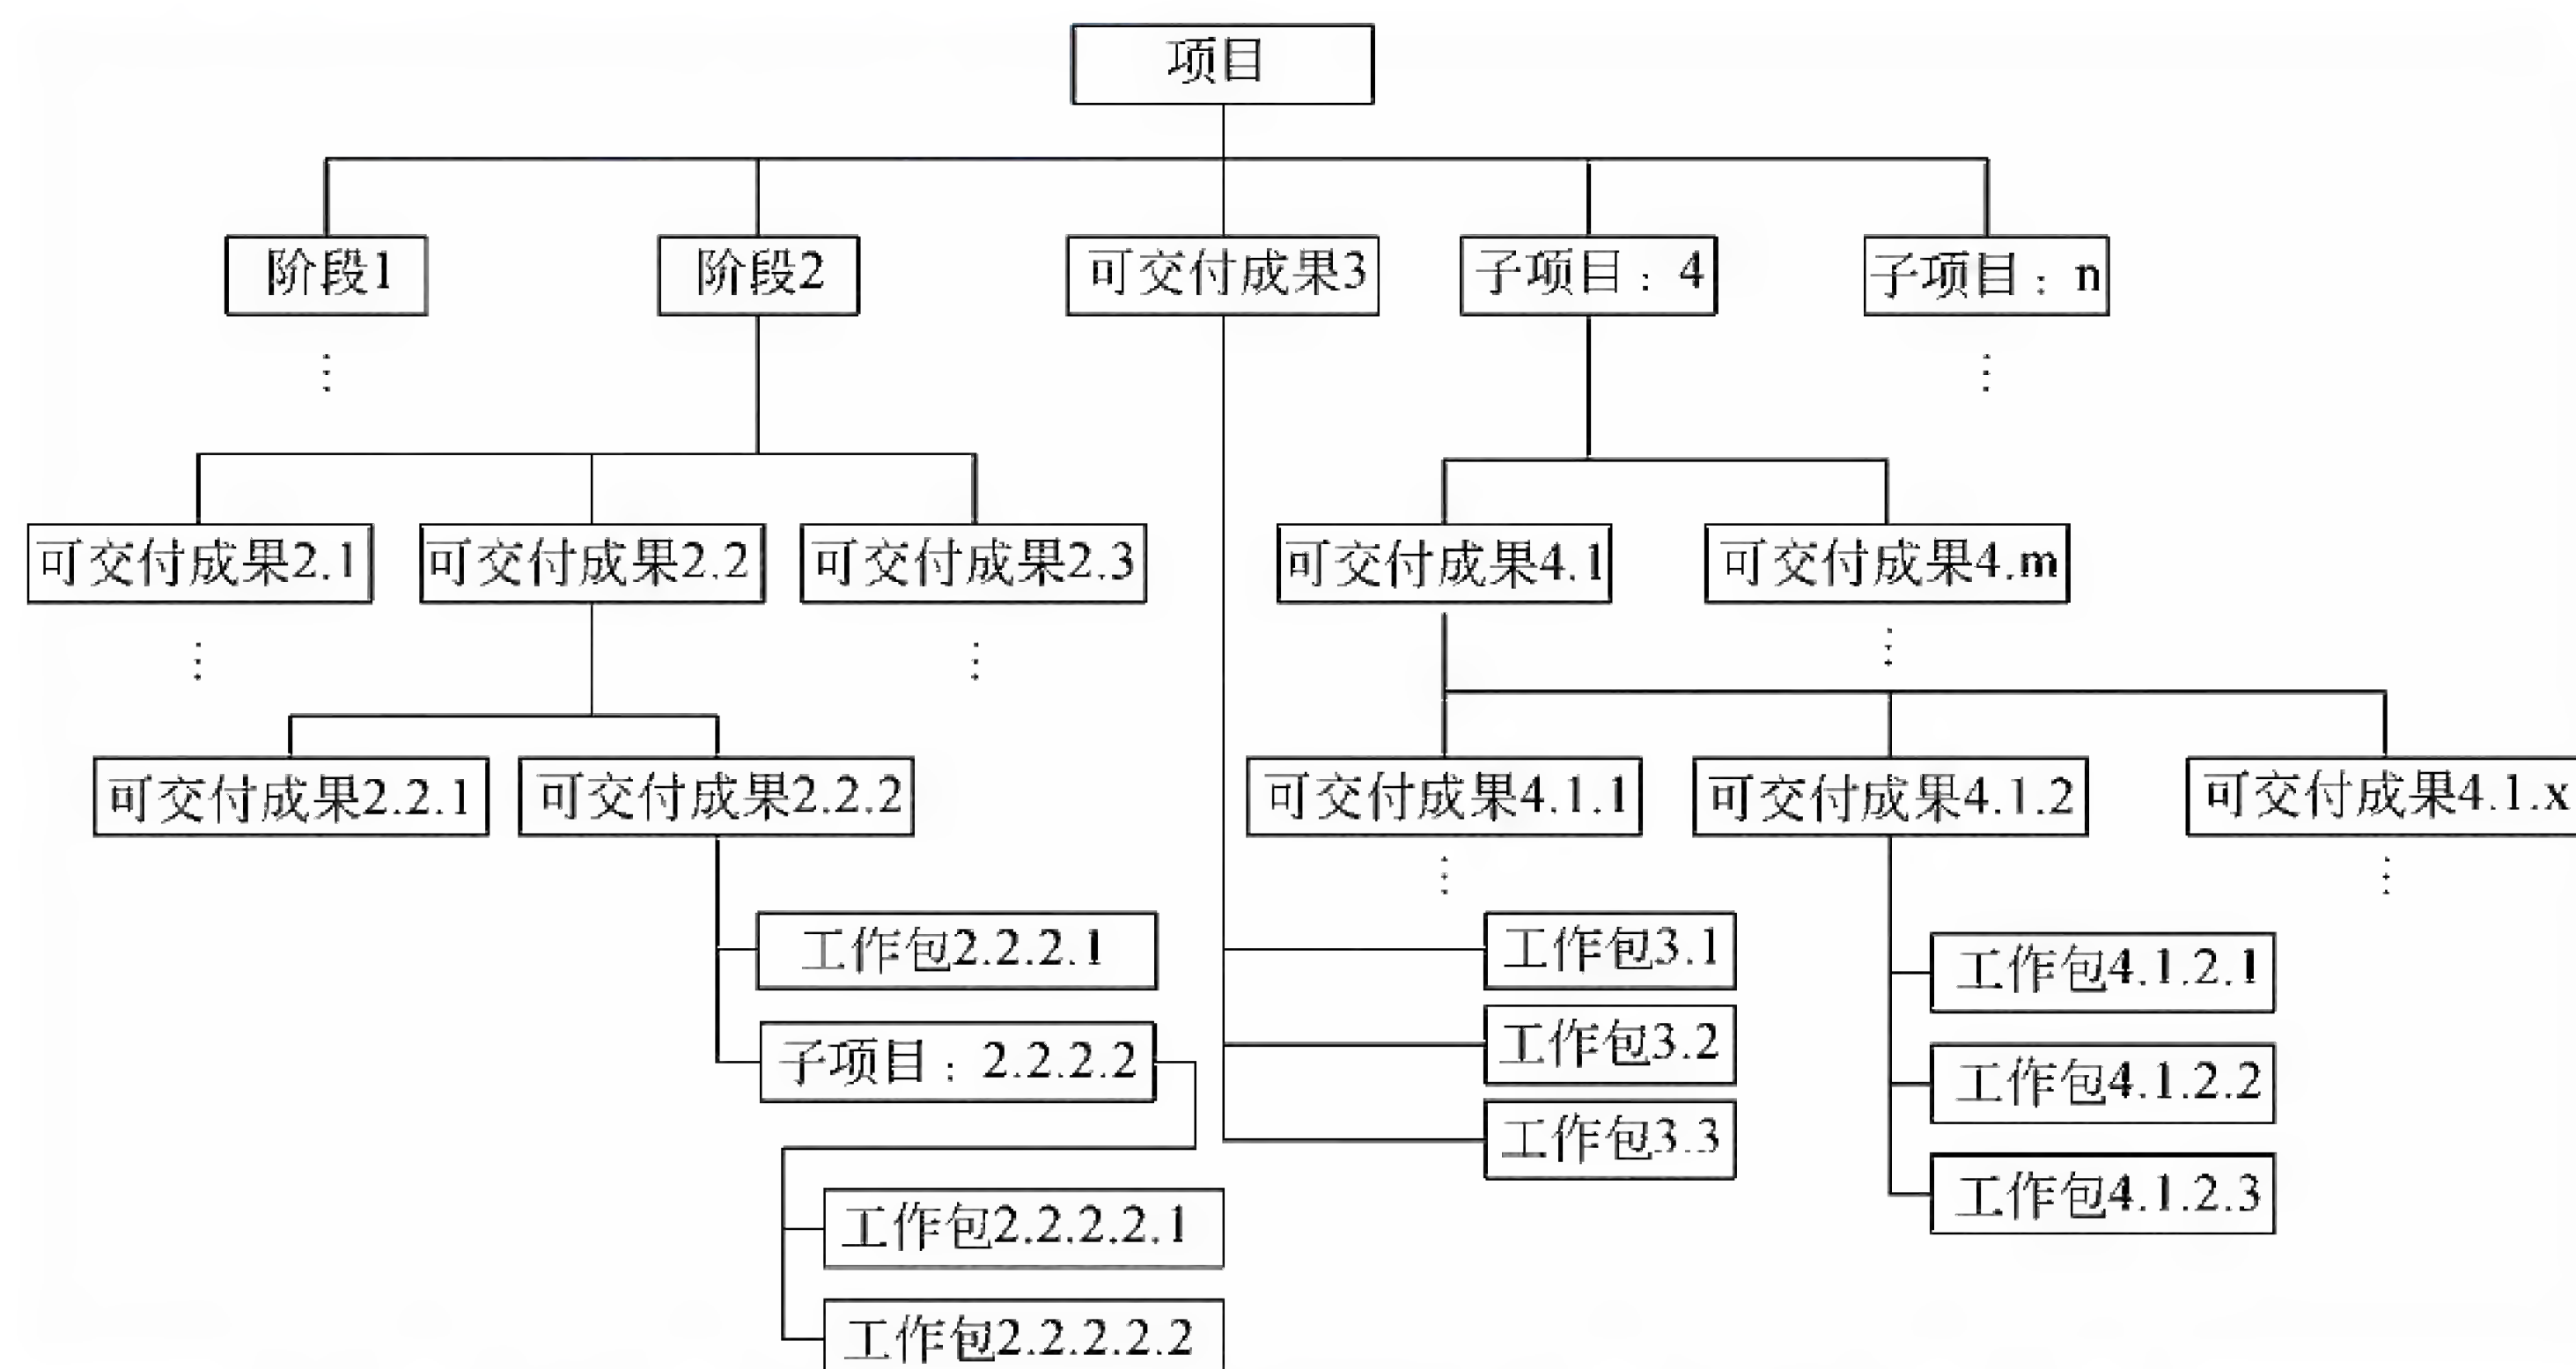 项目
阶段1
阶段2
可交付成果3
子项目：4
子项目：n
⋮
⋮
可交付成果2.1
可交付成果2.2
可交付成果2.3
可交付成果4.1
可交付成果4.m
⋮
⋮
⋮
可交付成果2.2.1
可交付成果2.2.2
可交付成果4.1.1
可交付成果4.1.2
可交付成果4.1.x
⋮
⋮
工作包2.2.2.1
子项目：2.2.2.2
工作包2.2.2.2.1
工作包2.2.2.2.2
工作包3.1
工作包3.2
工作包3.3
工作包4.1.2.1
工作包4.1.2.2
工作包4.1.2.3